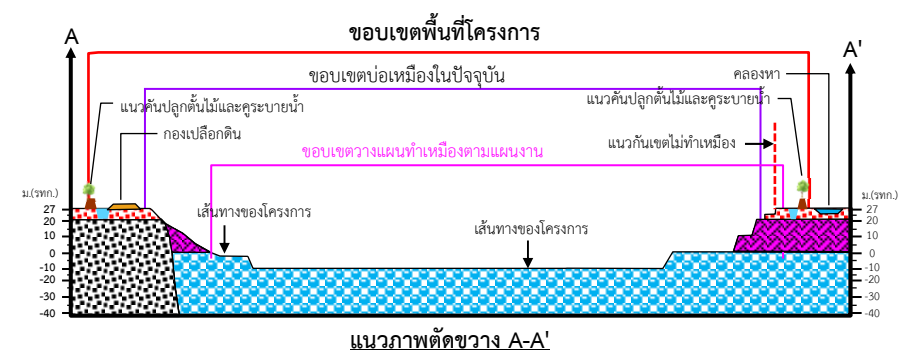 ขอบเขตพื้นที่โครงการ
A
A'
ขอบเขตบ่อเหมืองในปัจจุบัน
คลองหา
แนวคันปลูกต้นไม้และคูระบายน้ำ
แนวคันปลูกต้นไม้และคูระบายน้ำ
กองเปลือกดิน
แนวกันเขตไม่ทำเหมือง
ขอบเขตวางแผนทำเหมืองตามแผนงาน
ม.(รทก.)
ม.(รทก.)
เส้นทางของโครงการ
เส้นทางของโครงการ
27
20
10
0
-10
-20
-30
-40
27
20
10
0
-10
-20
-30
-40
แนวภาพตัดขวาง A-A'